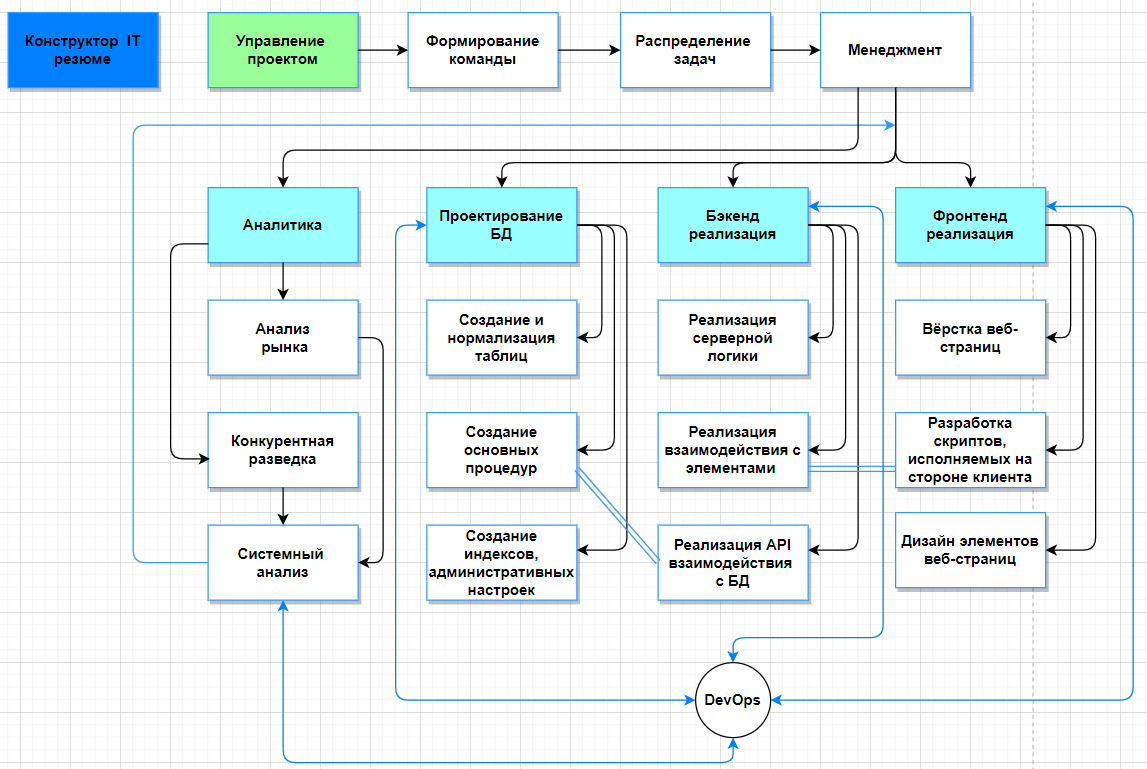 Конструктор IT
резюме
Управление
проектом
Формирование
команды
Распределение
задач
Менеджмент
Аналитика
Проектирование
БД
Бэкенд
реализация
Фронтенд
реализация
Анализ
рынка
Создание и
нормализация
таблиц
Реализация
серверной
логики
Вёрстка веб-
страниц
Конкурентная
разведка
Создание
основных
процедур
Реализация
взаимодействия с
элементами
Разработка
скриптов,
исполняемых на
стороне клиента
Системный
анализ
Создание
индексов,
административных
настроек
Реализация API
взаимодействия
с БД
Дизайн элементов
веб-страниц
DevOps